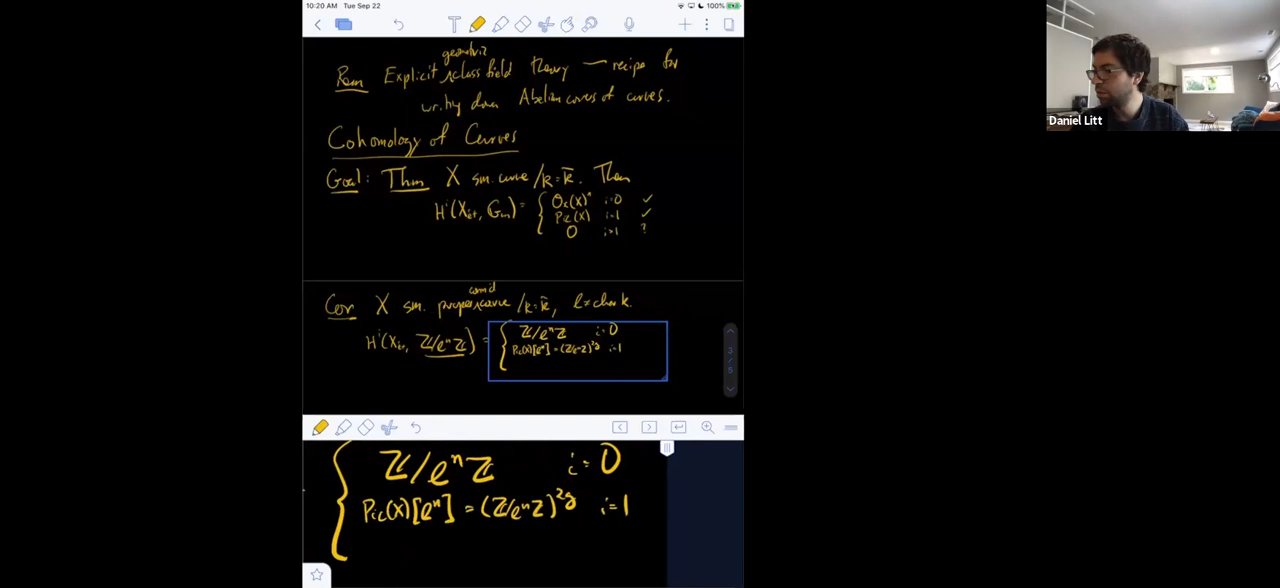 10:20 AM Tue Sep 22
100%
Rem Explicit geometric class field theory — recipe for
writing down Abelian covers of curves.
Cohomology of Curves
Goal: Thm X sm. curve /k=k̄. Then
Hⁱ(X_ét, G_m) = { O_X(X)^× i=0 ✓
Pic(X) i=1 ✓
0 i>1 ?
Cor X sm. proper conn'd curve /k=k̄, ℓ≠char k.
Hⁱ(X_ét, ℤ/ℓⁿℤ) = { ℤ/ℓⁿℤ i=0
Pic(X)[ℓⁿ] = (ℤ/ℓⁿℤ)^2g i=1
3/5
{ ℤ/ℓⁿℤ i=0
Pic(X)[ℓⁿ] = (ℤ/ℓⁿℤ)^2g i=1
Daniel Litt